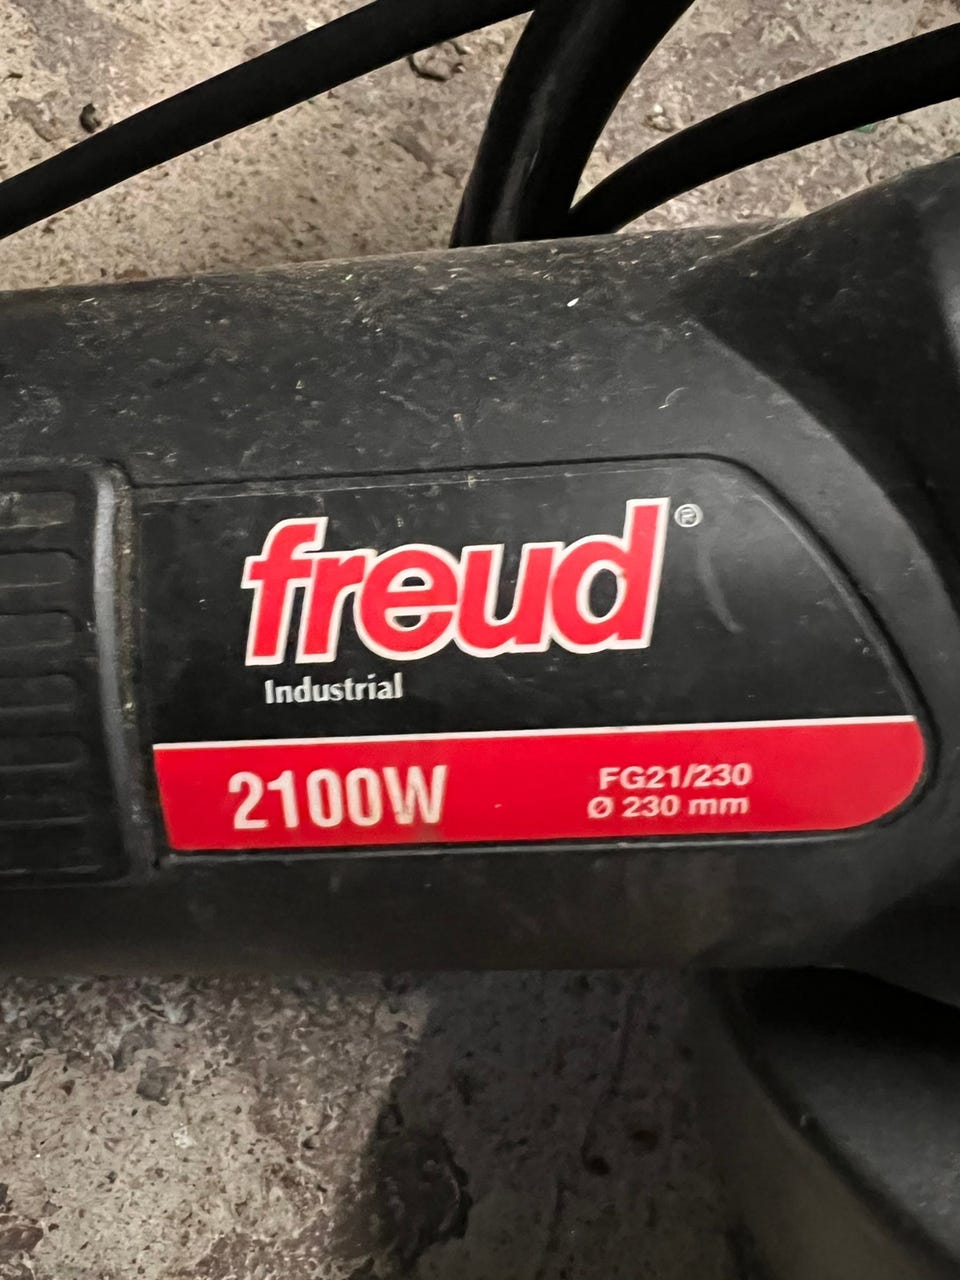 freud®
Industrial
2100W
FG21/230
Ø 230 mm